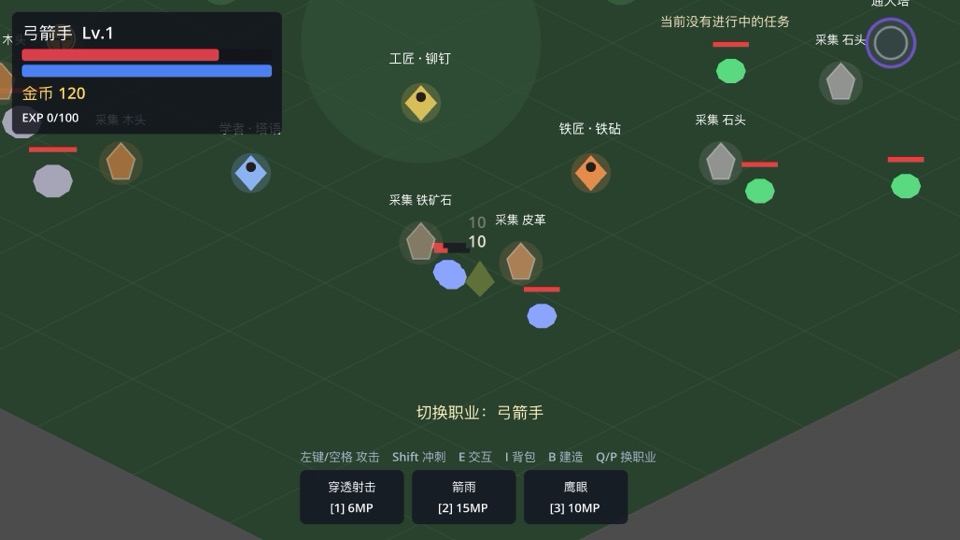 弓箭手 Lv.1
金币 120
EXP 0/100
木
采集 木头
学者 · 塔语
工匠 · 铆钉
铁匠 · 铁砧
当前没有进行中的任务
通天塔
采集 石头
采集 石头
采集 铁矿石
采集 皮革
10
10
切换职业：弓箭手
左键/空格 攻击 Shift 冲刺 E 交互 I 背包 B 建造 Q/P 换职业
穿透射击
[1] 6MP
箭雨
[2] 15MP
鹰眼
[3] 10MP